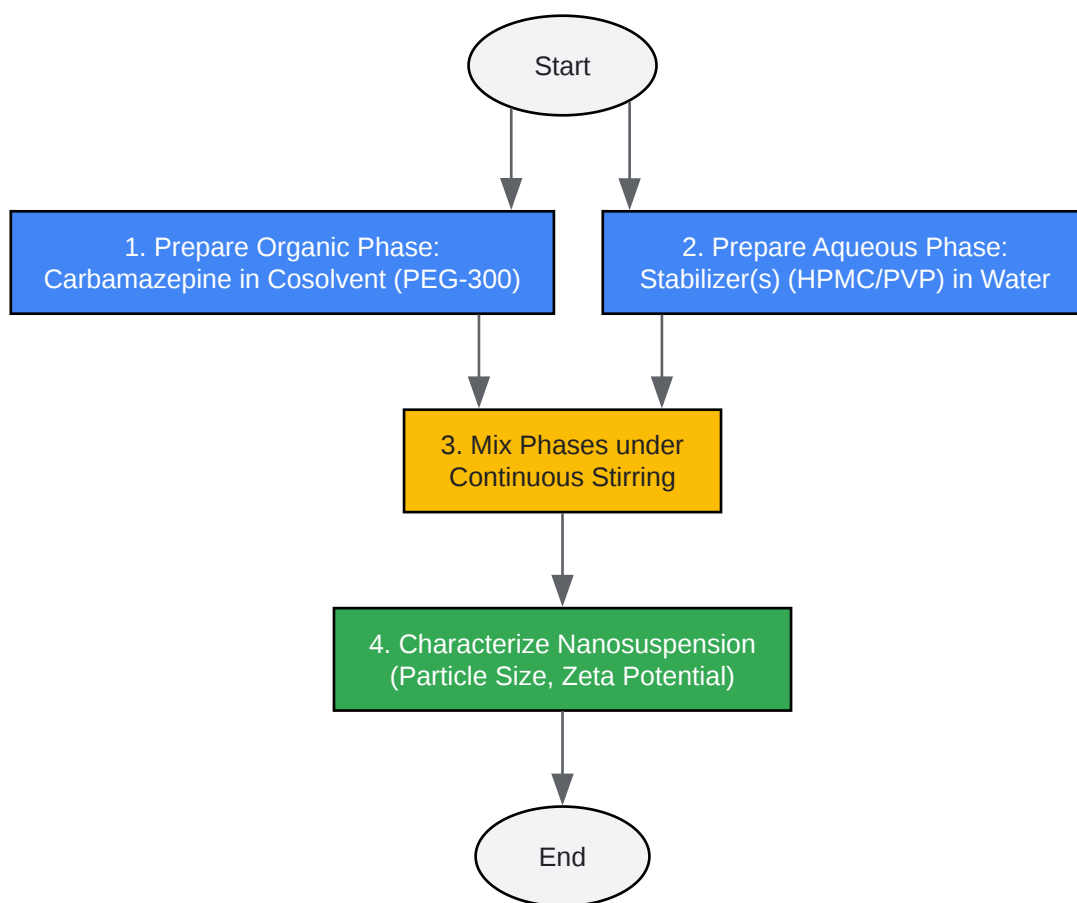 Start
1. Prepare Organic Phase:
Carbamazepine in Cosolvent (PEG-300)
2. Prepare Aqueous Phase:
Stabilizer(s) (HPMC/PVP) in Water
3. Mix Phases under
Continuous Stirring
4. Characterize Nanosuspension
(Particle Size, Zeta Potential)
End